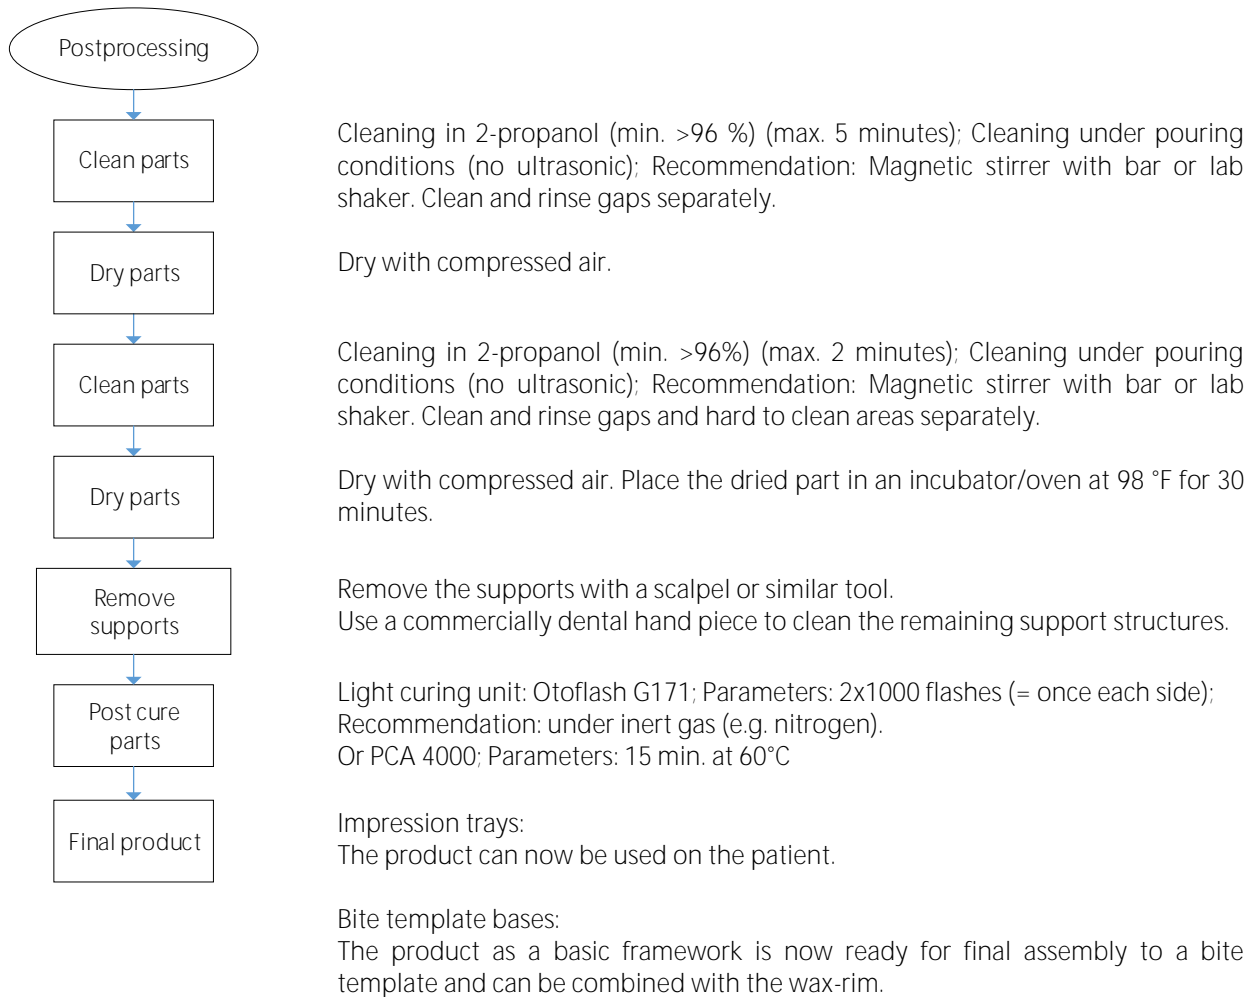 Postprocessing
Clean parts
Cleaning in 2-propanol (min. >96 %) (max. 5 minutes); Cleaning under pouring
conditions (no ultrasonic); Recommendation: Magnetic stirrer with bar or lab
shaker. Clean and rinse gaps separately.
Dry parts
Dry with compressed air.
Clean parts
Cleaning in 2-propanol (min. >96%) (max. 2 minutes); Cleaning under pouring
conditions (no ultrasonic); Recommendation: Magnetic stirrer with bar or lab
shaker. Clean and rinse gaps and hard to clean areas separately.
Dry parts
Dry with compressed air. Place the dried part in an incubator/oven at 98 °F for 30
minutes.
Remove
supports
Remove the supports with a scalpel or similar tool.
Use a commercially dental hand piece to clean the remaining support structures.
Post cure
parts
Light curing unit: Otoflash G171; Parameters: 2x1000 flashes (= once each side);
Recommendation: under inert gas (e.g. nitrogen).
Or PCA 4000; Parameters: 15 min. at 60°C
Final product
Impression trays:
The product can now be used on the patient.
Bite template bases:
The product as a basic framework is now ready for final assembly to a bite
template and can be combined with the wax-rim.